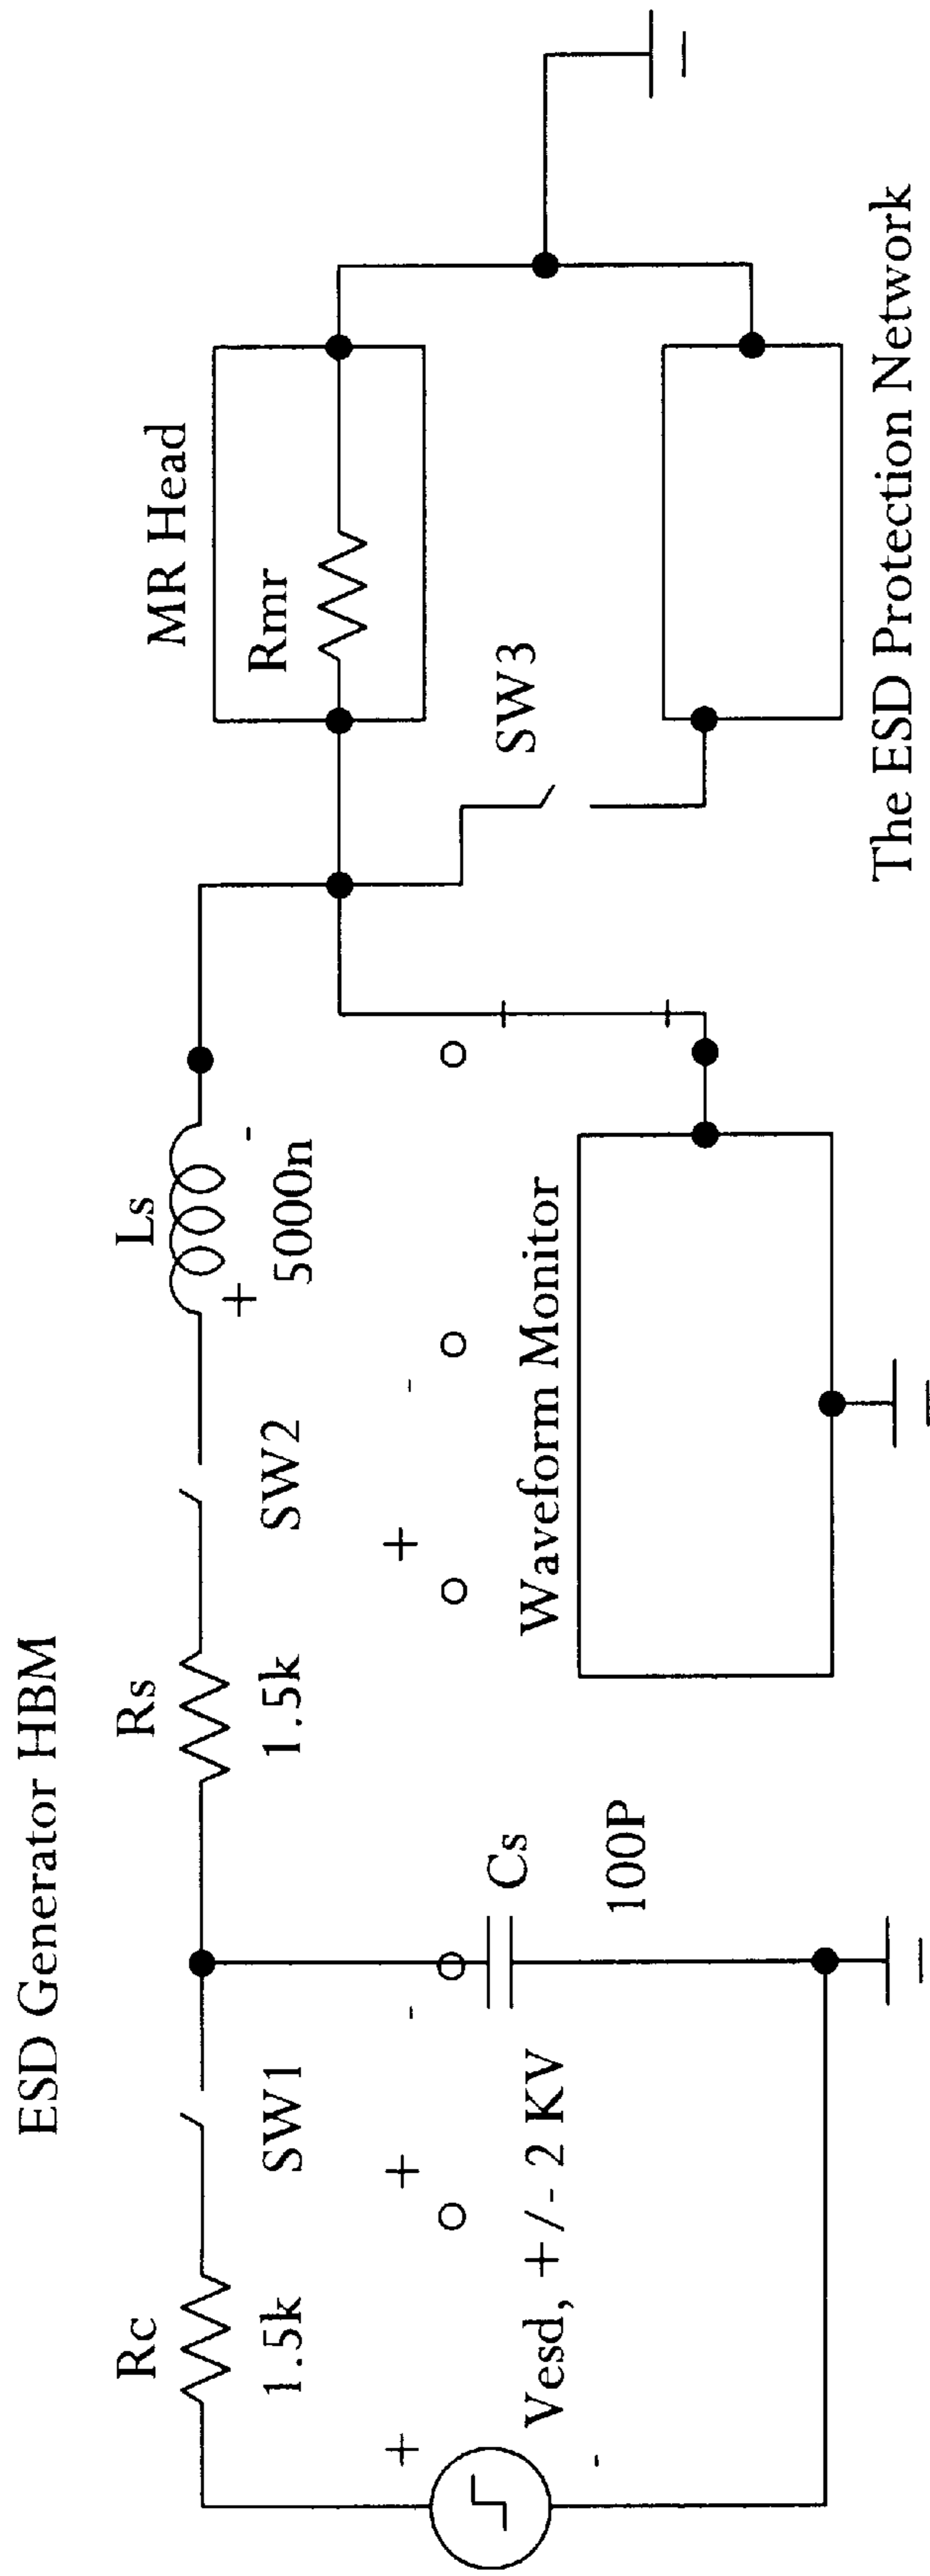 ESD Generator HBM
Rc
1.5k
SW1
Rs
1.5k
SW2
Ls
5000n
+
-
MR Head
Rmr
SW3
+
-
Vesd, +/- 2 KV
+
-
Cs
100P
+
-
Waveform Monitor
The ESD Protection Network